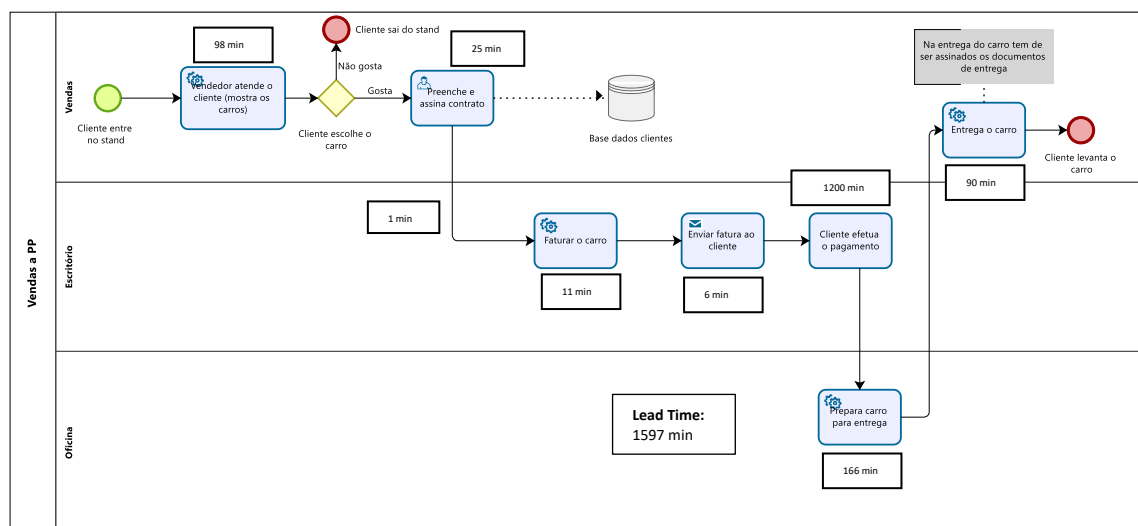 Vendas a PP
Vendas
98 min
Vendedor atende o
cliente (mostra os
carros)
Cliente entre
no stand
Cliente sai do stand
Não gosta
Gosta
Cliente escolhe o
carro
25 min
Preenche e
assina contrato
Base dados clientes
Na entrega do carro tem de
ser assinados os documentos
de entrega
Entrega o carro
Cliente levanta o
carro
90 min
Escritório
1 min
Faturar o carro
11 min
Enviar fatura ao
cliente
6 min
1200 min
Cliente efetua
o pagamento
Oficina
Lead Time:
1597 min
Prepara carro
para entrega
166 min